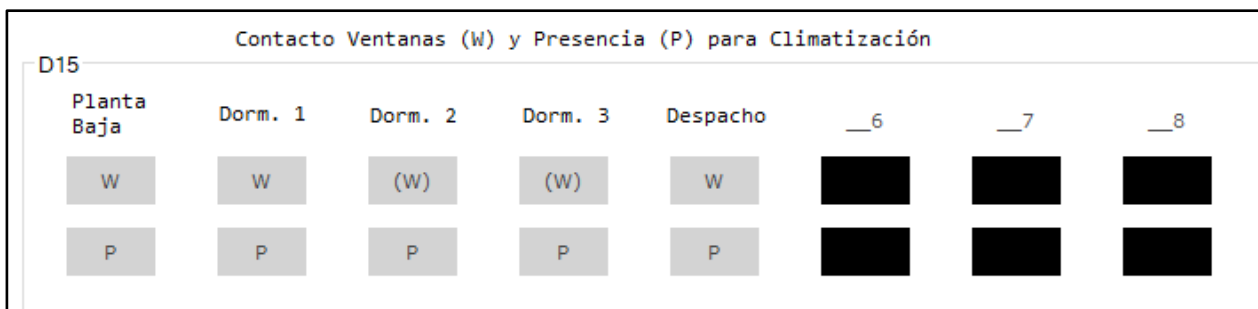 Contacto Ventanas (W) y Presencia (P) para Climatización
D15
Planta
Baja
Dorm. 1
Dorm. 2
Dorm. 3
Despacho
__6
__7
__8
W
W
(W)
(W)
W
P
P
P
P
P